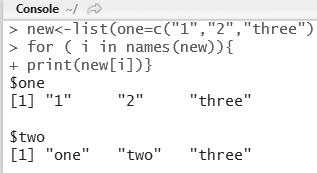 Console ~/
> new<-list(one=c("1","2","three")
> for ( i in names(new)){
+ print(new[i])}
$one
[1] "1"     "2"     "three"

$two
[1] "one"   "two"   "three"